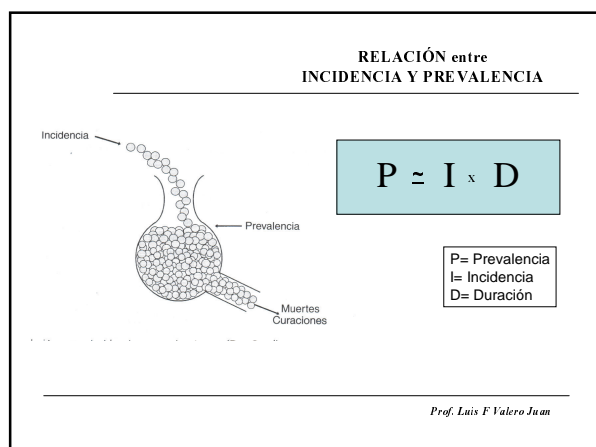 RELACIÓN entre
INCIDENCIA Y PREVALENCIA
Incidencia
Prevalencia
Muertes
Curaciones
P ≃ I x D
P= Prevalencia
I= Incidencia
D= Duración
Prof. Luis F Valero Juan